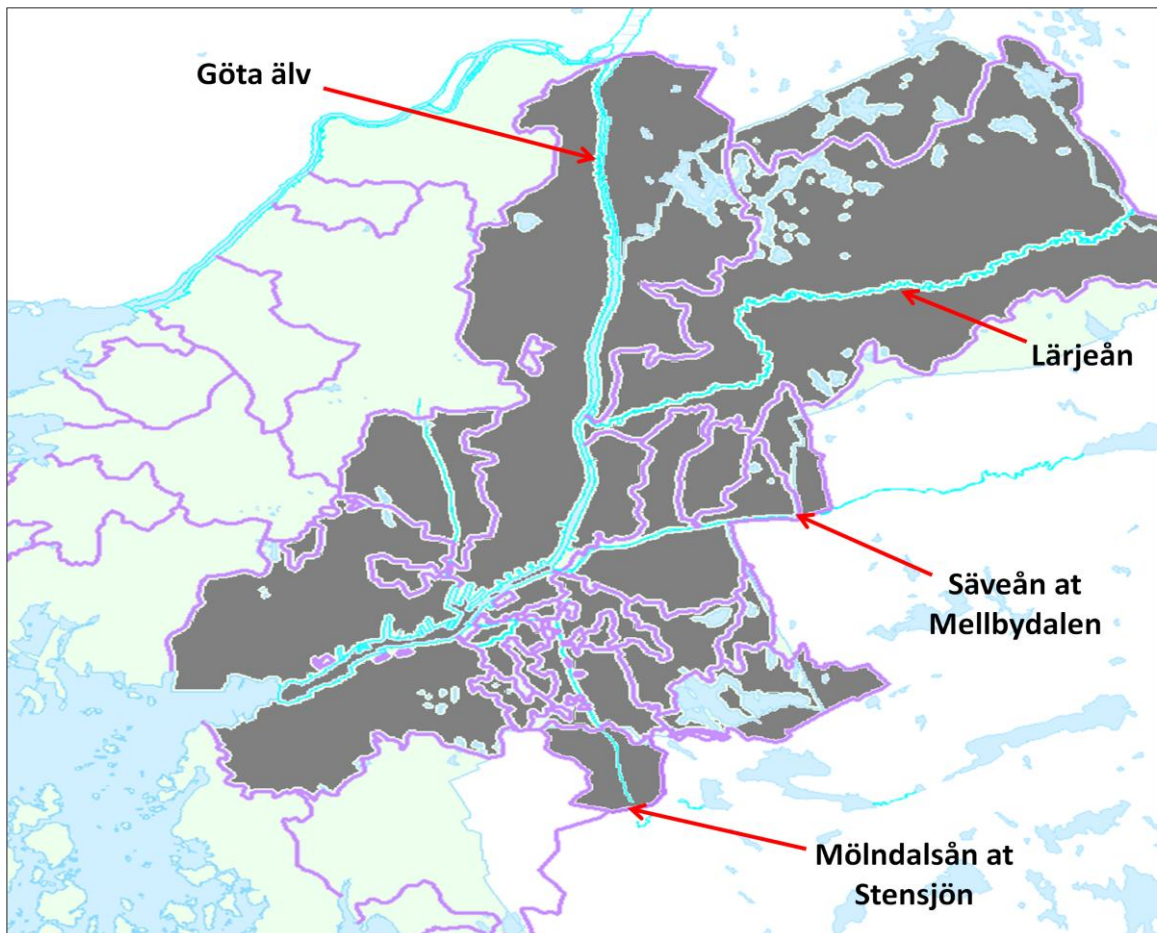 Göta älv
Lärjeån
Säveån at
Mellbydalen
Mölndalsån at
Stensjön